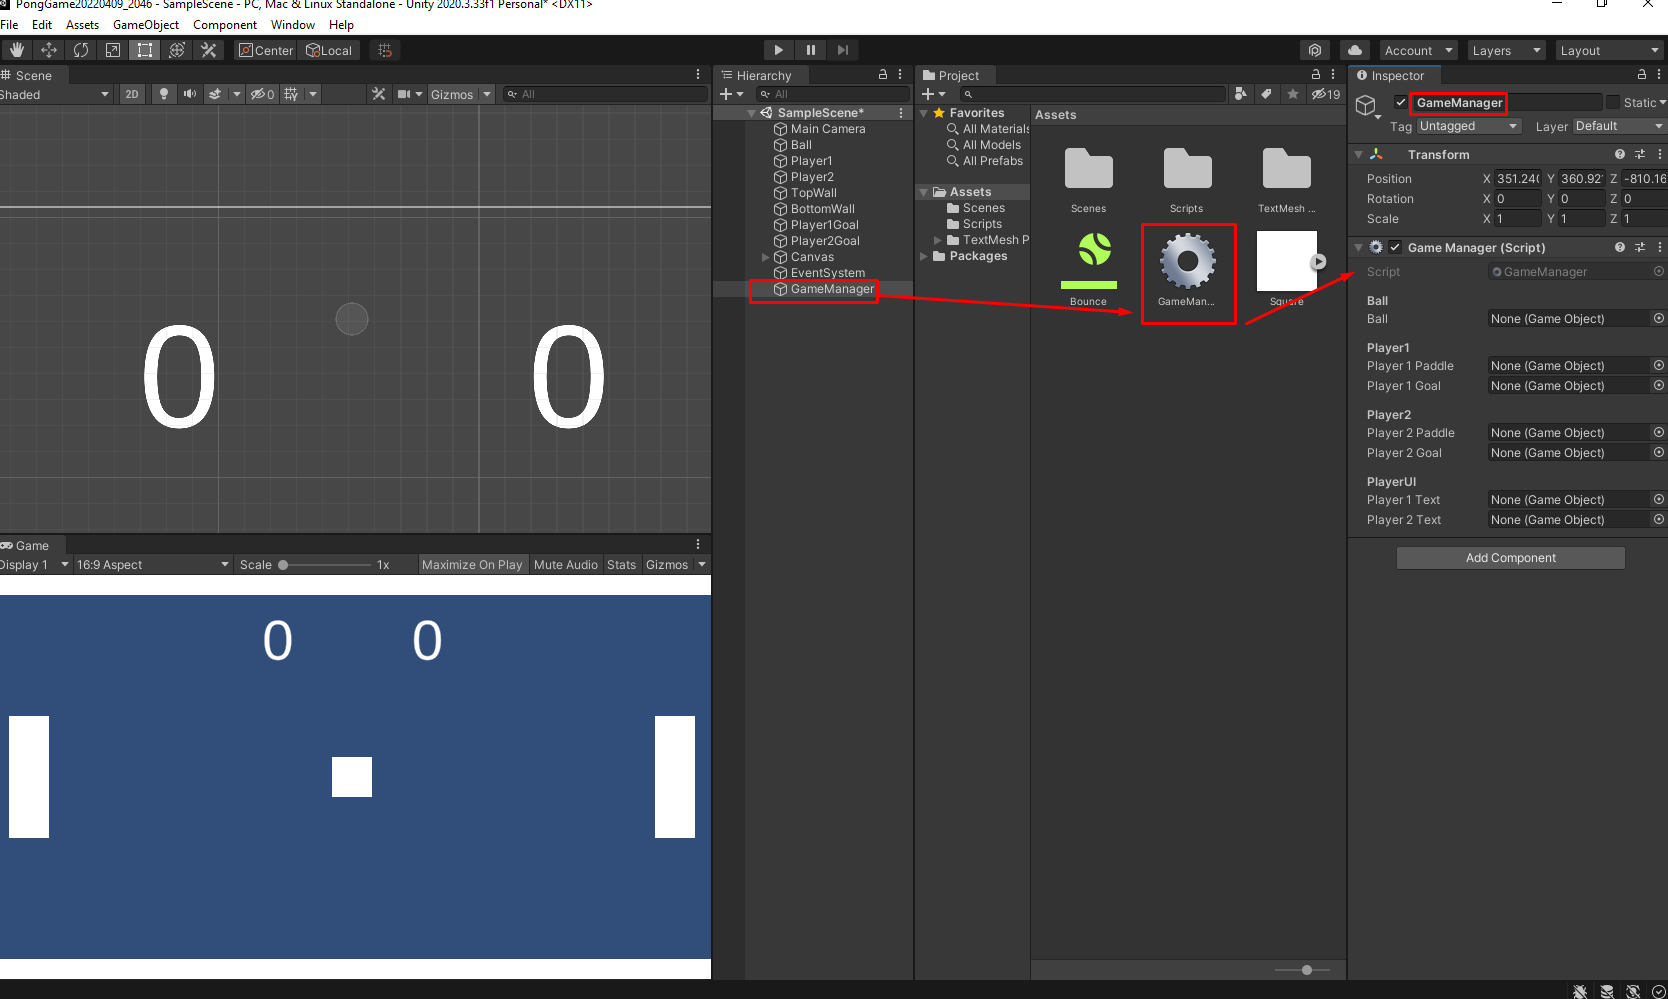 PongGame20220409_2046 - SampleScene - PC, Mac & Linux Standalone - Unity 2020.3.33f1 Personal* <DX11>
File Edit Assets GameObject Component Window Help
Center Local Account Layers Layout
Scene
Shaded 2D 0 Gizmos All
0 0
Game
Display 1 16:9 Aspect Scale 1x Maximize On Play Mute Audio Stats Gizmos
0 0
Hierarchy
All
SampleScene*
Main Camera
Ball
Player1
Player2
TopWall
BottomWall
Player1Goal
Player2Goal
Canvas
EventSystem
GameManager
Project
19
Favorites
All Materials
All Models
All Prefabs
Assets
Scenes
Scripts
TextMesh P
Packages
Assets
Scenes Scripts TextMesh ...
Bounce GameMan... Square
Inspector
GameManager Static
Tag Untagged Layer Default
Transform
Position X 351.240 Y 360.92 Z -810.16
Rotation X 0 Y 0 Z 0
Scale X 1 Y 1 Z 1
Game Manager (Script)
Script GameManager
Ball
Ball None (Game Object)
Player1
Player 1 Paddle None (Game Object)
Player 1 Goal None (Game Object)
Player2
Player 2 Paddle None (Game Object)
Player 2 Goal None (Game Object)
PlayerUI
Player 1 Text None (Game Object)
Player 2 Text None (Game Object)
Add Component